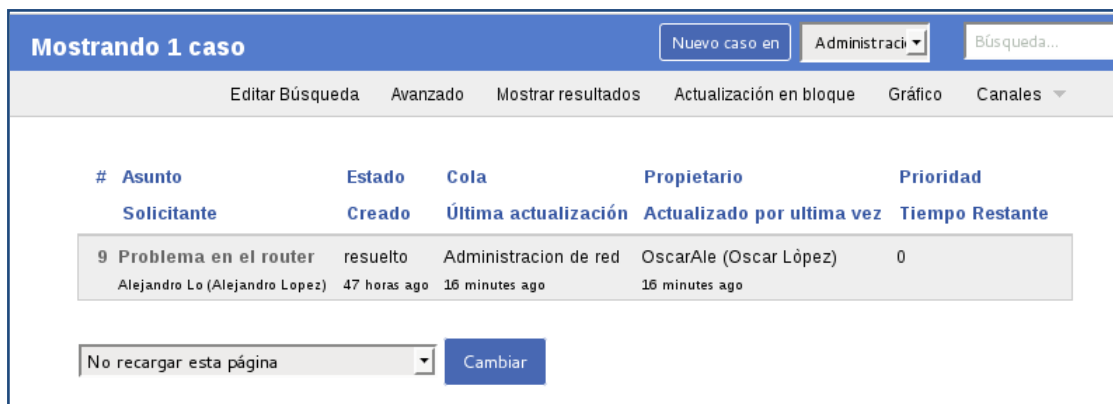 Mostrando 1 caso Nuevo caso en Administraci Búsqueda...
Editar Búsqueda Avanzado Mostrar resultados Actualización en bloque Gráfico Canales
# Asunto Estado Cola Propietario Prioridad
Solicitante Creado Última actualización Actualizado por ultima vez Tiempo Restante
9 Problema en el router resuelto Administracion de red OscarAle (Oscar Lòpez) 0
Alejandro Lo (Alejandro Lopez) 47 horas ago 16 minutes ago 16 minutes ago
No recargar esta página Cambiar